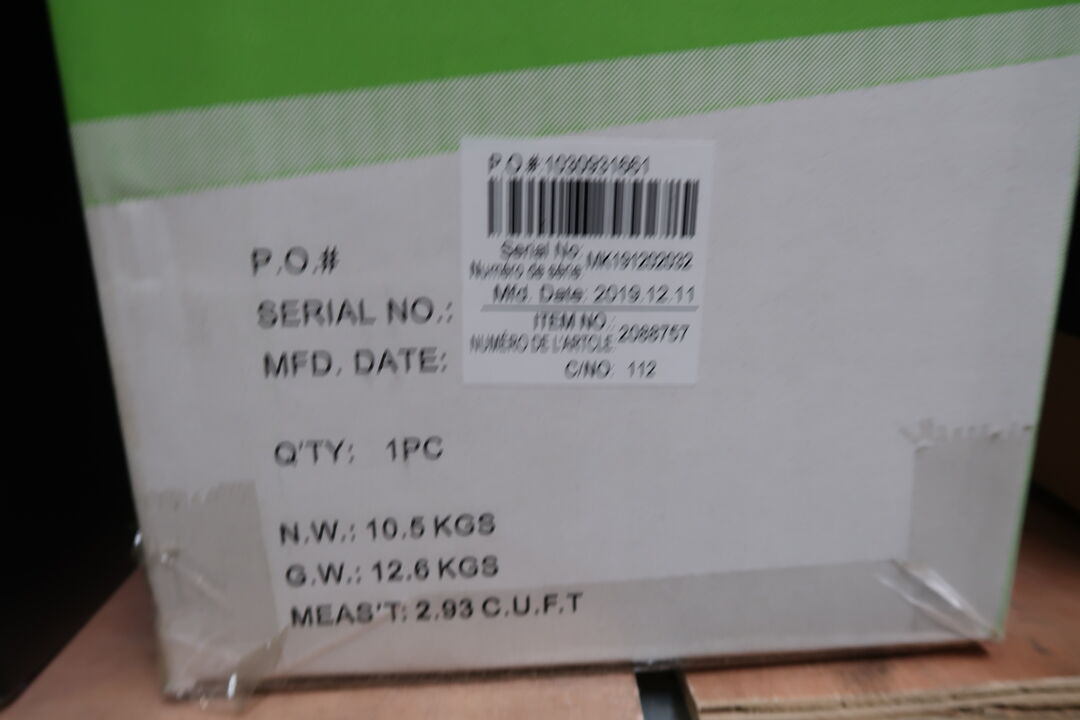 P.O.#:1030931661
Serial No:
Numéro de série: MK191202032
Mfd. Date: 2019.12.11
ITEM NO.:
NUMÉRO DE L'ARTCLE: 2088757
C/NO: 112
P.O.#
SERIAL NO.:
MFD. DATE:
Q'TY: 1PC
N.W.: 10.5 KGS
G.W.: 12.6 KGS
MEAS'T: 2.93 C.U.F.T